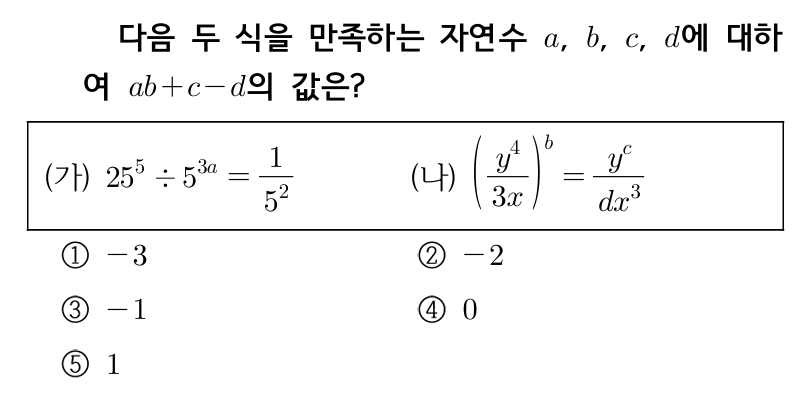 다음 두 식을 만족하는 자연수 a, b, c, d에 대하
여 ab+c−d의 값은?
(가) 25^5 ÷ 5^{3a} = \frac{1}{5^2} (나) \left(\frac{y^4}{3x}\right)^b = \frac{y^c}{dx^3}
① −3 ② −2
③ −1 ④ 0
⑤ 1